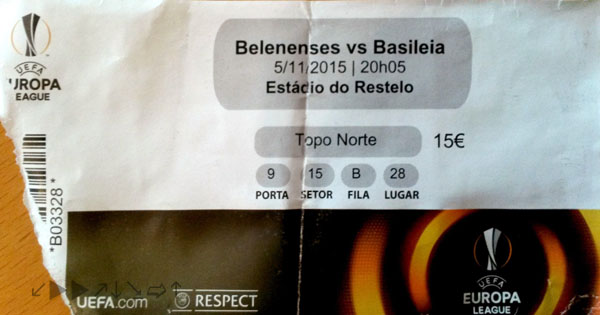 UEFA
UROPA
LEAGUE
Belenenses vs Basileia
5/11/2015 | 20h05
Estádio do Restelo
Topo Norte 15€
9 15 B 28
PORTA SETOR FILA LUGAR
*B03328*
UEFA.com RESPECT
UEFA
EUROPA
LEAGUE